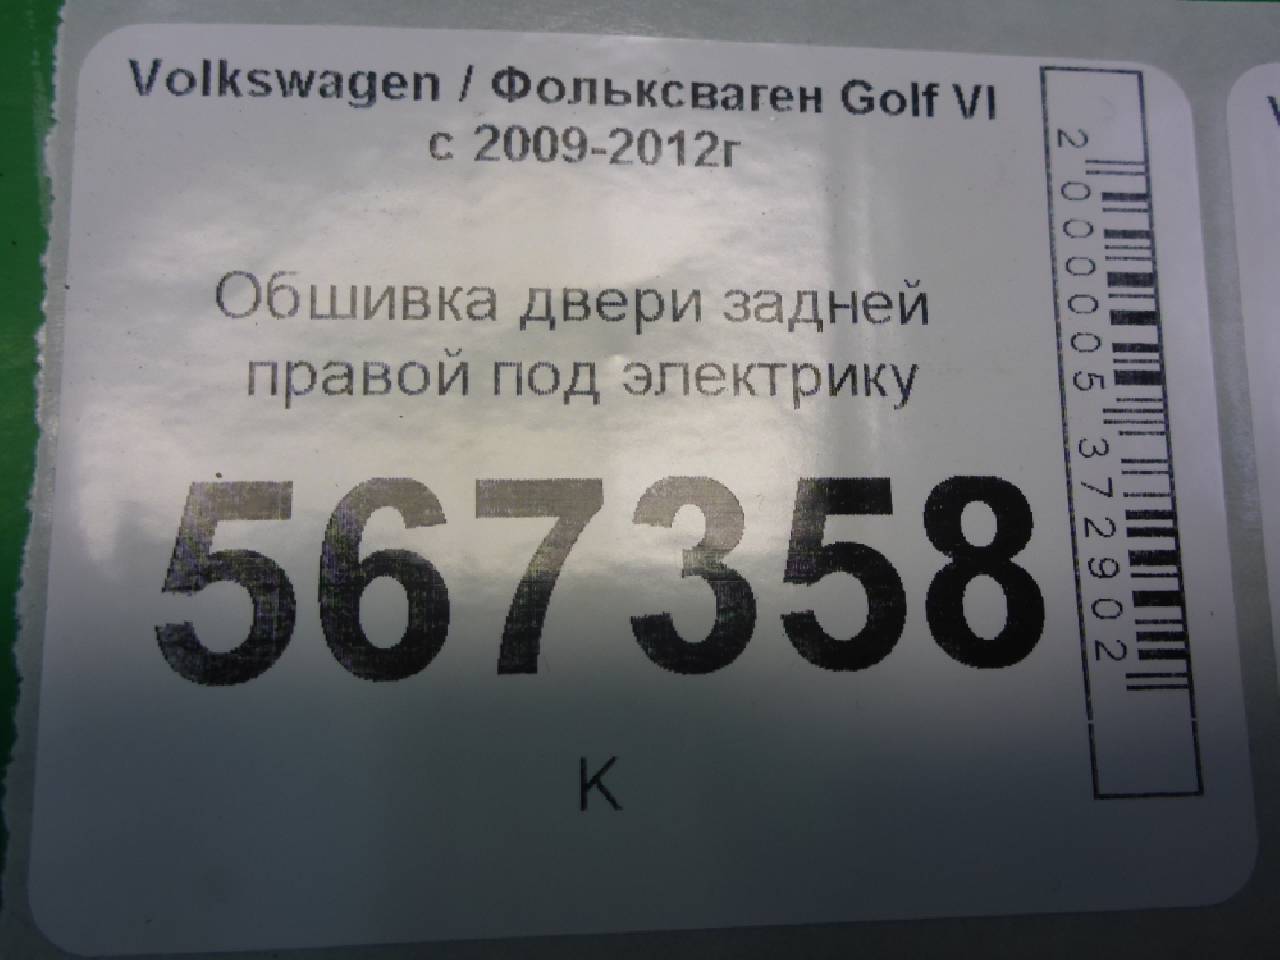 Volkswagen / Фольксваген Golf VI
с 2009-2012г
Обшивка двери задней
правой под электрику
567358
К
2000005372902